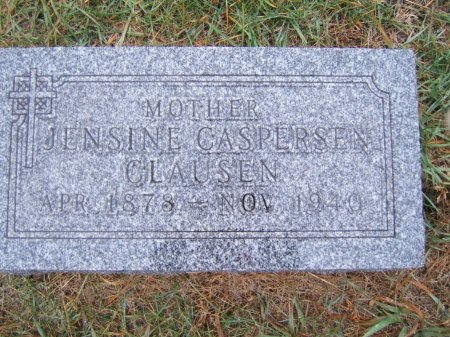 MOTHER
JENSINE CASPERSEN
CLAUSEN
APR. 1878 – NOV. 1940